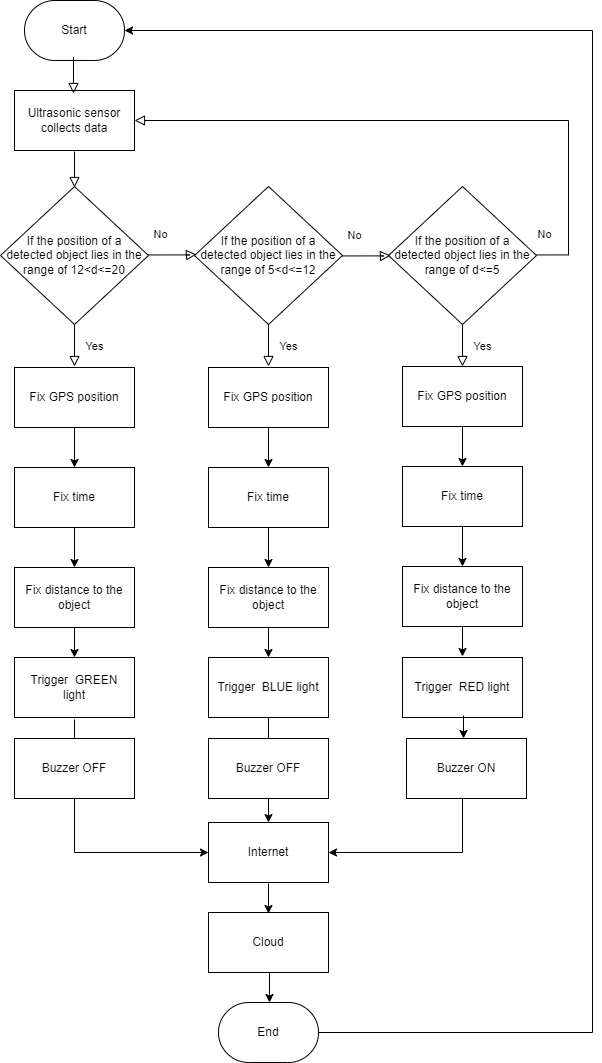 Start
Ultrasonic sensor
collects data
If the position of a
detected object lies in the
range of 12<d<=20
No
If the position of a
detected object lies in the
range of 5<d<=12
No
If the position of a
detected object lies in the
range of d<=5
No
Yes
Yes
Yes
Fix GPS position
Fix GPS position
Fix GPS position
Fix time
Fix time
Fix time
Fix distance to the
object
Fix distance to the
object
Fix distance to the
object
Trigger  GREEN
light
Trigger  BLUE light
Trigger  RED light
Buzzer OFF
Buzzer OFF
Buzzer ON
Internet
Cloud
End